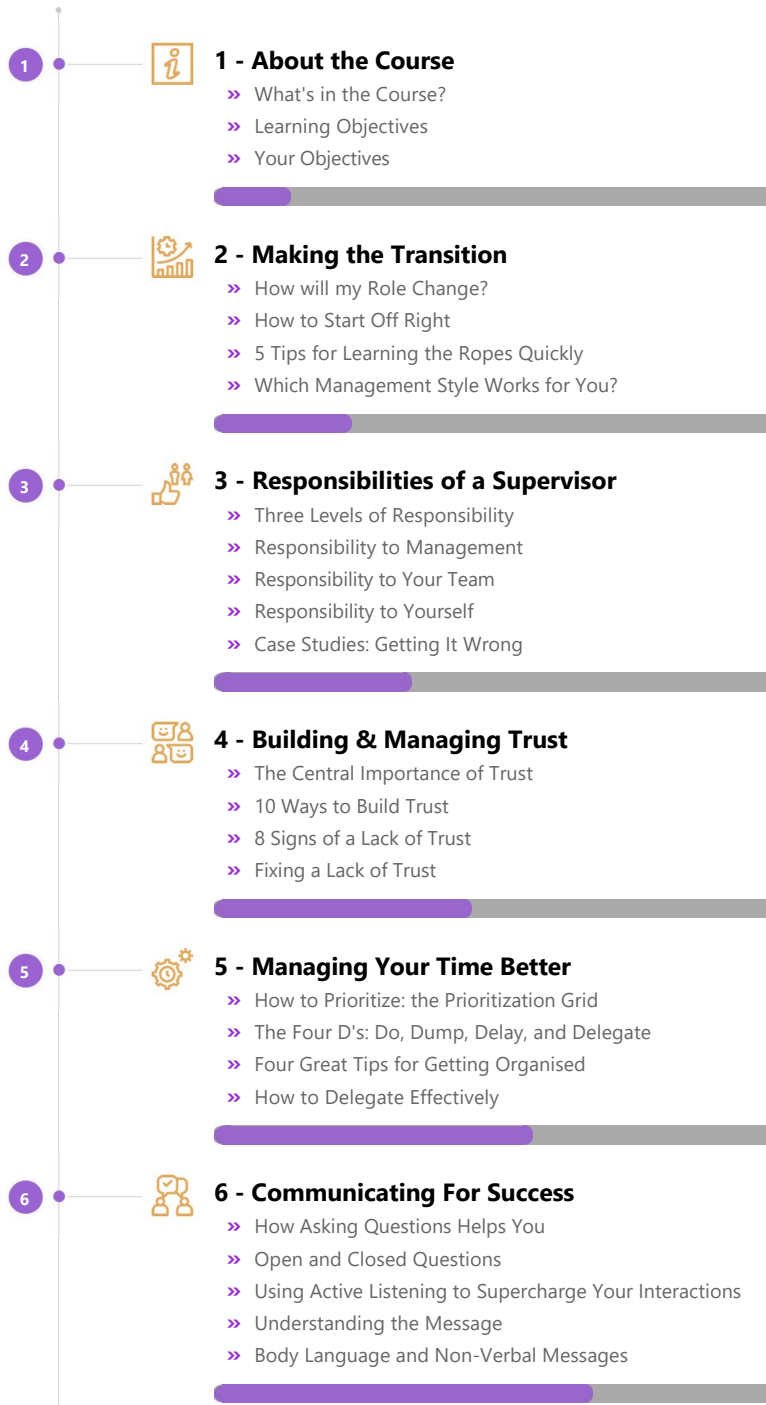 1
1 - About the Course
» What's in the Course?
» Learning Objectives
» Your Objectives
2
2 - Making the Transition
» How will my Role Change?
» How to Start Off Right
» 5 Tips for Learning the Ropes Quickly
» Which Management Style Works for You?
3
3 - Responsibilities of a Supervisor
» Three Levels of Responsibility
» Responsibility to Management
» Responsibility to Your Team
» Responsibility to Yourself
» Case Studies: Getting It Wrong
4
4 - Building & Managing Trust
» The Central Importance of Trust
» 10 Ways to Build Trust
» 8 Signs of a Lack of Trust
» Fixing a Lack of Trust
5
5 - Managing Your Time Better
» How to Prioritize: the Prioritization Grid
» The Four D's: Do, Dump, Delay, and Delegate
» Four Great Tips for Getting Organised
» How to Delegate Effectively
6
6 - Communicating For Success
» How Asking Questions Helps You
» Open and Closed Questions
» Using Active Listening to Supercharge Your Interactions
» Understanding the Message
» Body Language and Non-Verbal Messages